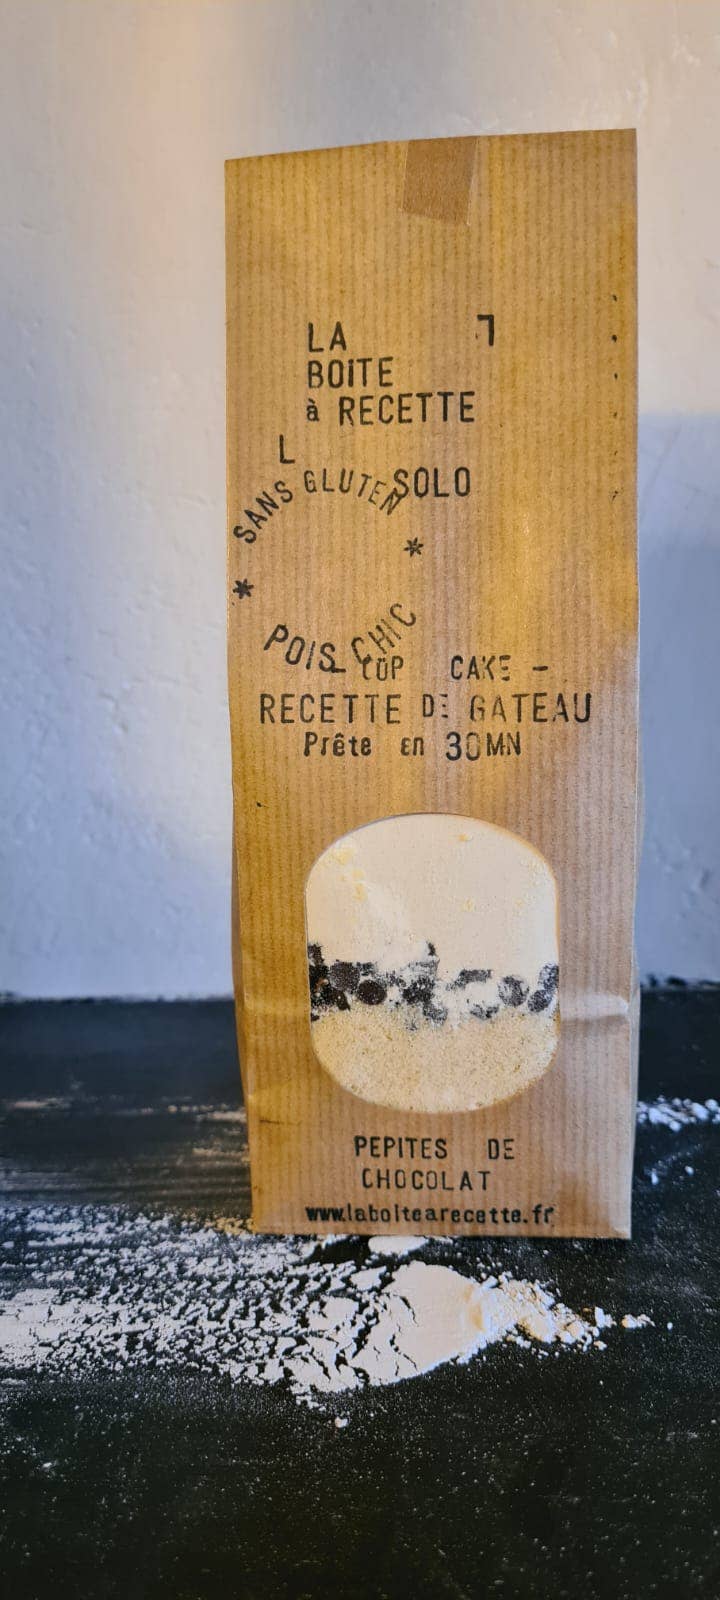 LA
BOiTE
à RECETTE
SOLO
SANS GLUTEN
POIS CHIC
- CUP CAKE -
RECETTE DE GATEAU
Prête en 30MN
PEPITES DE
CHOCOLAT
www.laboitearecette.fr